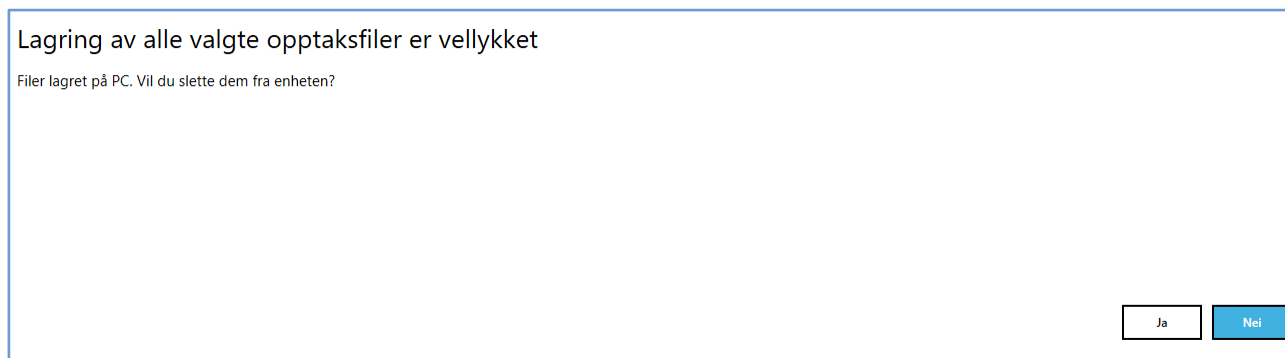 Lagring av alle valgte opptaksfiler er vellykket
Filer lagret på PC. Vil du slette dem fra enheten?
Ja
Nei